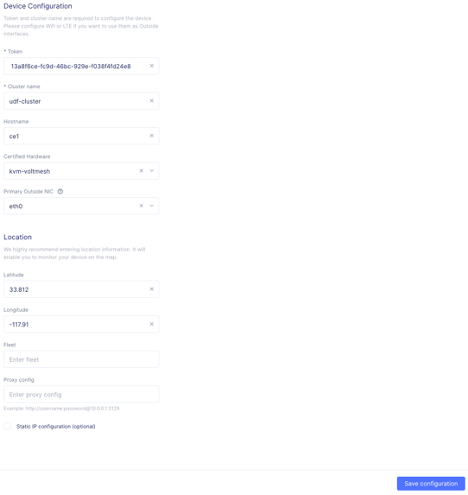 Device Configuration
Token and cluster name are required to configure the device
Please configure WiFi or LTE if you want to use them as Outside
interfaces.
* Token
13a8f6ce-fc9d-46bc-929e-f038f4fd24e8
* Cluster name
udf-cluster
Hostname
ce1
Certified Hardware
kvm-voltmesh
Primary Outside NIC
eth0
Location
We highly recommend entering location information. It will
enable you to monitor your device on the map.
Latitude
33.812
Longitude
-117.91
Fleet
Enter fleet
Proxy config
Enter proxy config
Example: http://username:password@10.0.0.1:3129
Static IP configuration (optional)
Save configuration